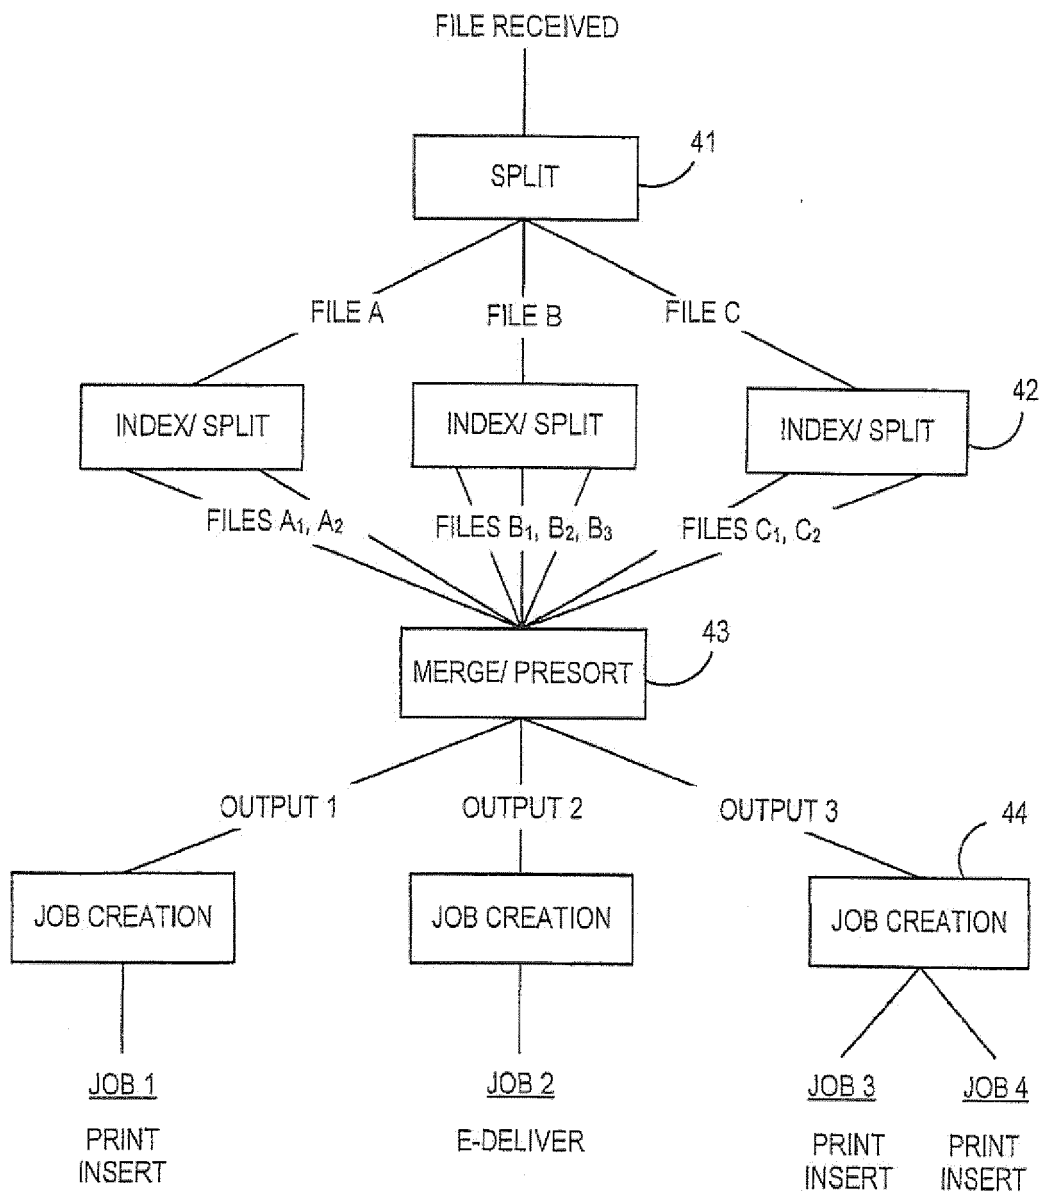 FILE RECEIVED
41
SPLIT
FILE A
FILE B
FILE C
42
INDEX/ SPLIT
INDEX/ SPLIT
INDEX/ SPLIT
FILES A₁, A₂
FILES B₁, B₂, B₃
FILES C₁, C₂
43
MERGE/ PRESORT
OUTPUT 1
OUTPUT 2
OUTPUT 3
44
JOB CREATION
JOB CREATION
JOB CREATION
JOB 1
JOB 2
JOB 3
JOB 4
PRINT
INSERT
E-DELIVER
PRINT
INSERT
PRINT
INSERT